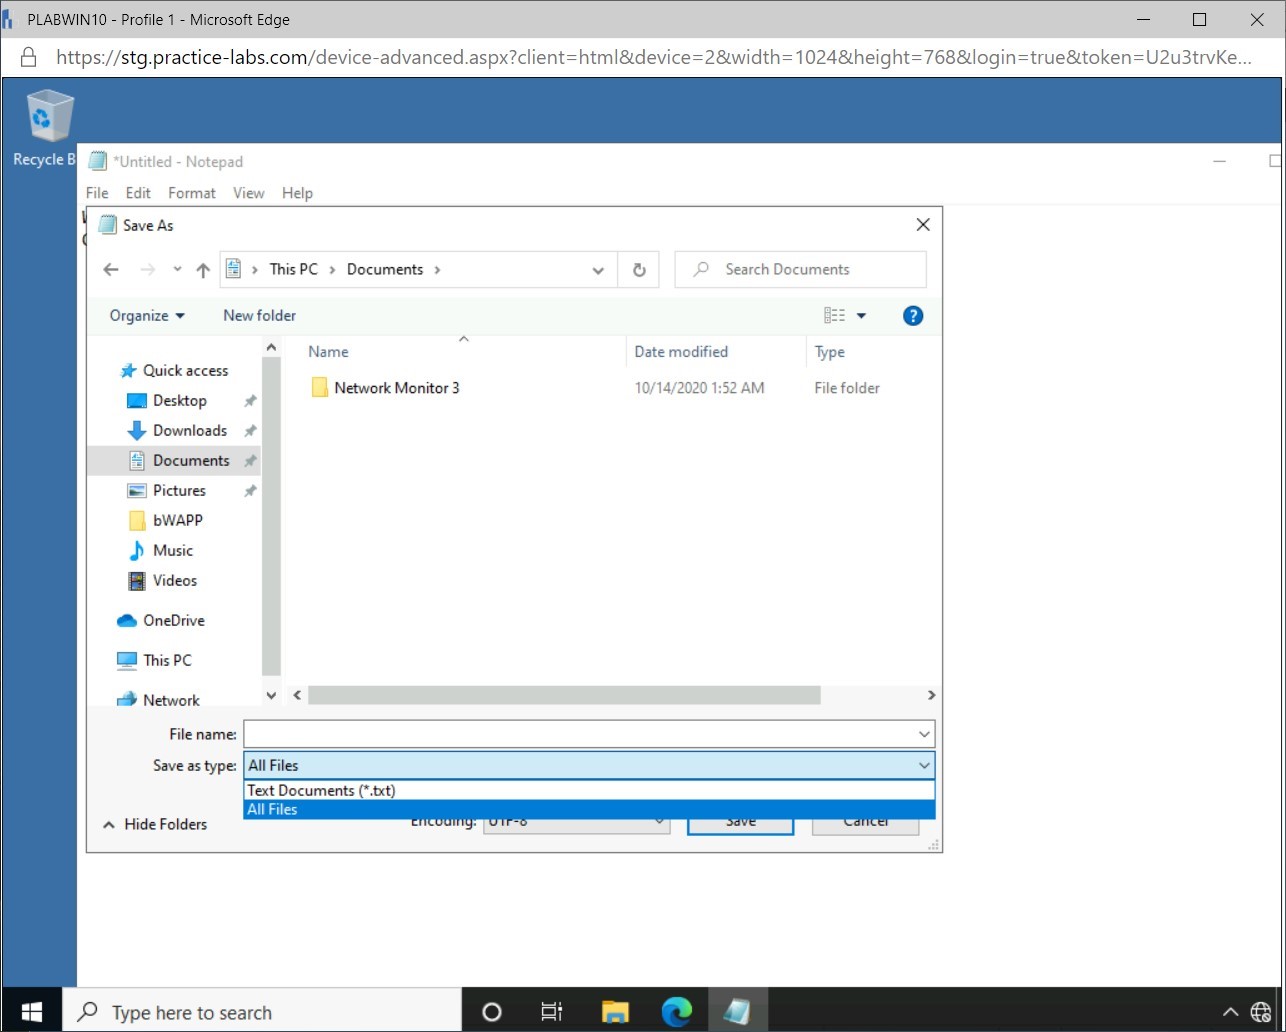 PLABWIN10 - Profile 1 - Microsoft Edge
https://stg.practice-labs.com/device-advanced.aspx?client=html&device=2&width=1024&height=768&login=true&token=U2u3trvKe...
Recycle B
*Untitled - Notepad
File Edit Format View Help
Save As
This PC > Documents >
Search Documents
Organize New folder
?
Name Date modified Type
Network Monitor 3 10/14/2020 1:52 AM File folder
Quick access
Desktop
Downloads
Documents
Pictures
bWAPP
Music
Videos
OneDrive
This PC
Network
File name:
Save as type: All Files
Text Documents (*.txt)
All Files
Hide Folders Encoding: UTF-8 Save Cancel
Type here to search